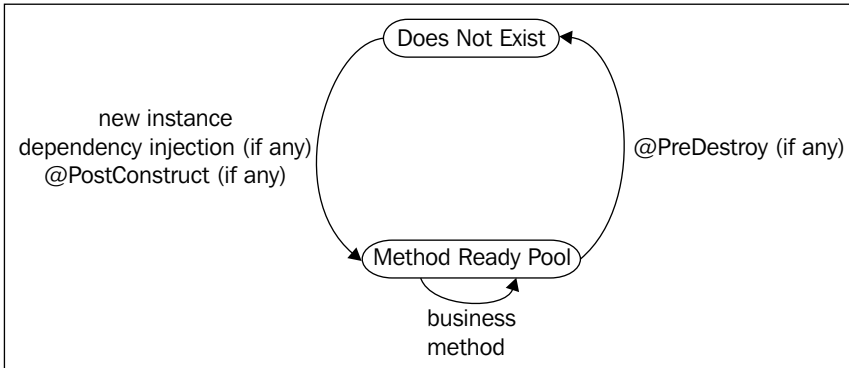 Does Not Exist
new instance
dependency injection (if any)
@PostConstruct (if any)
@PreDestroy (if any)
Method Ready Pool
business
method